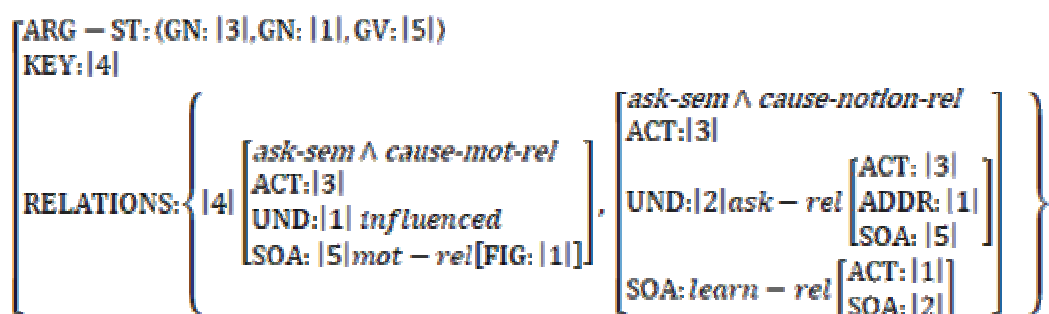 ARG – ST: ⟨GN: |3|, GN: |1|, GV: |5|⟩
KEY: |4|
RELATIONS: { |4|
ask-sem ∧ cause-mot-rel
ACT: |3|
UND: |1| influenced
SOA: |5| mot – rel[FIG: |1|]
,
ask-sem ∧ cause-notion-rel
ACT: |3|
UND: |2| ask – rel
ACT: |3|
ADDR: |1|
SOA: |5|
SOA: learn – rel
ACT: |1|
SOA: |2|
}